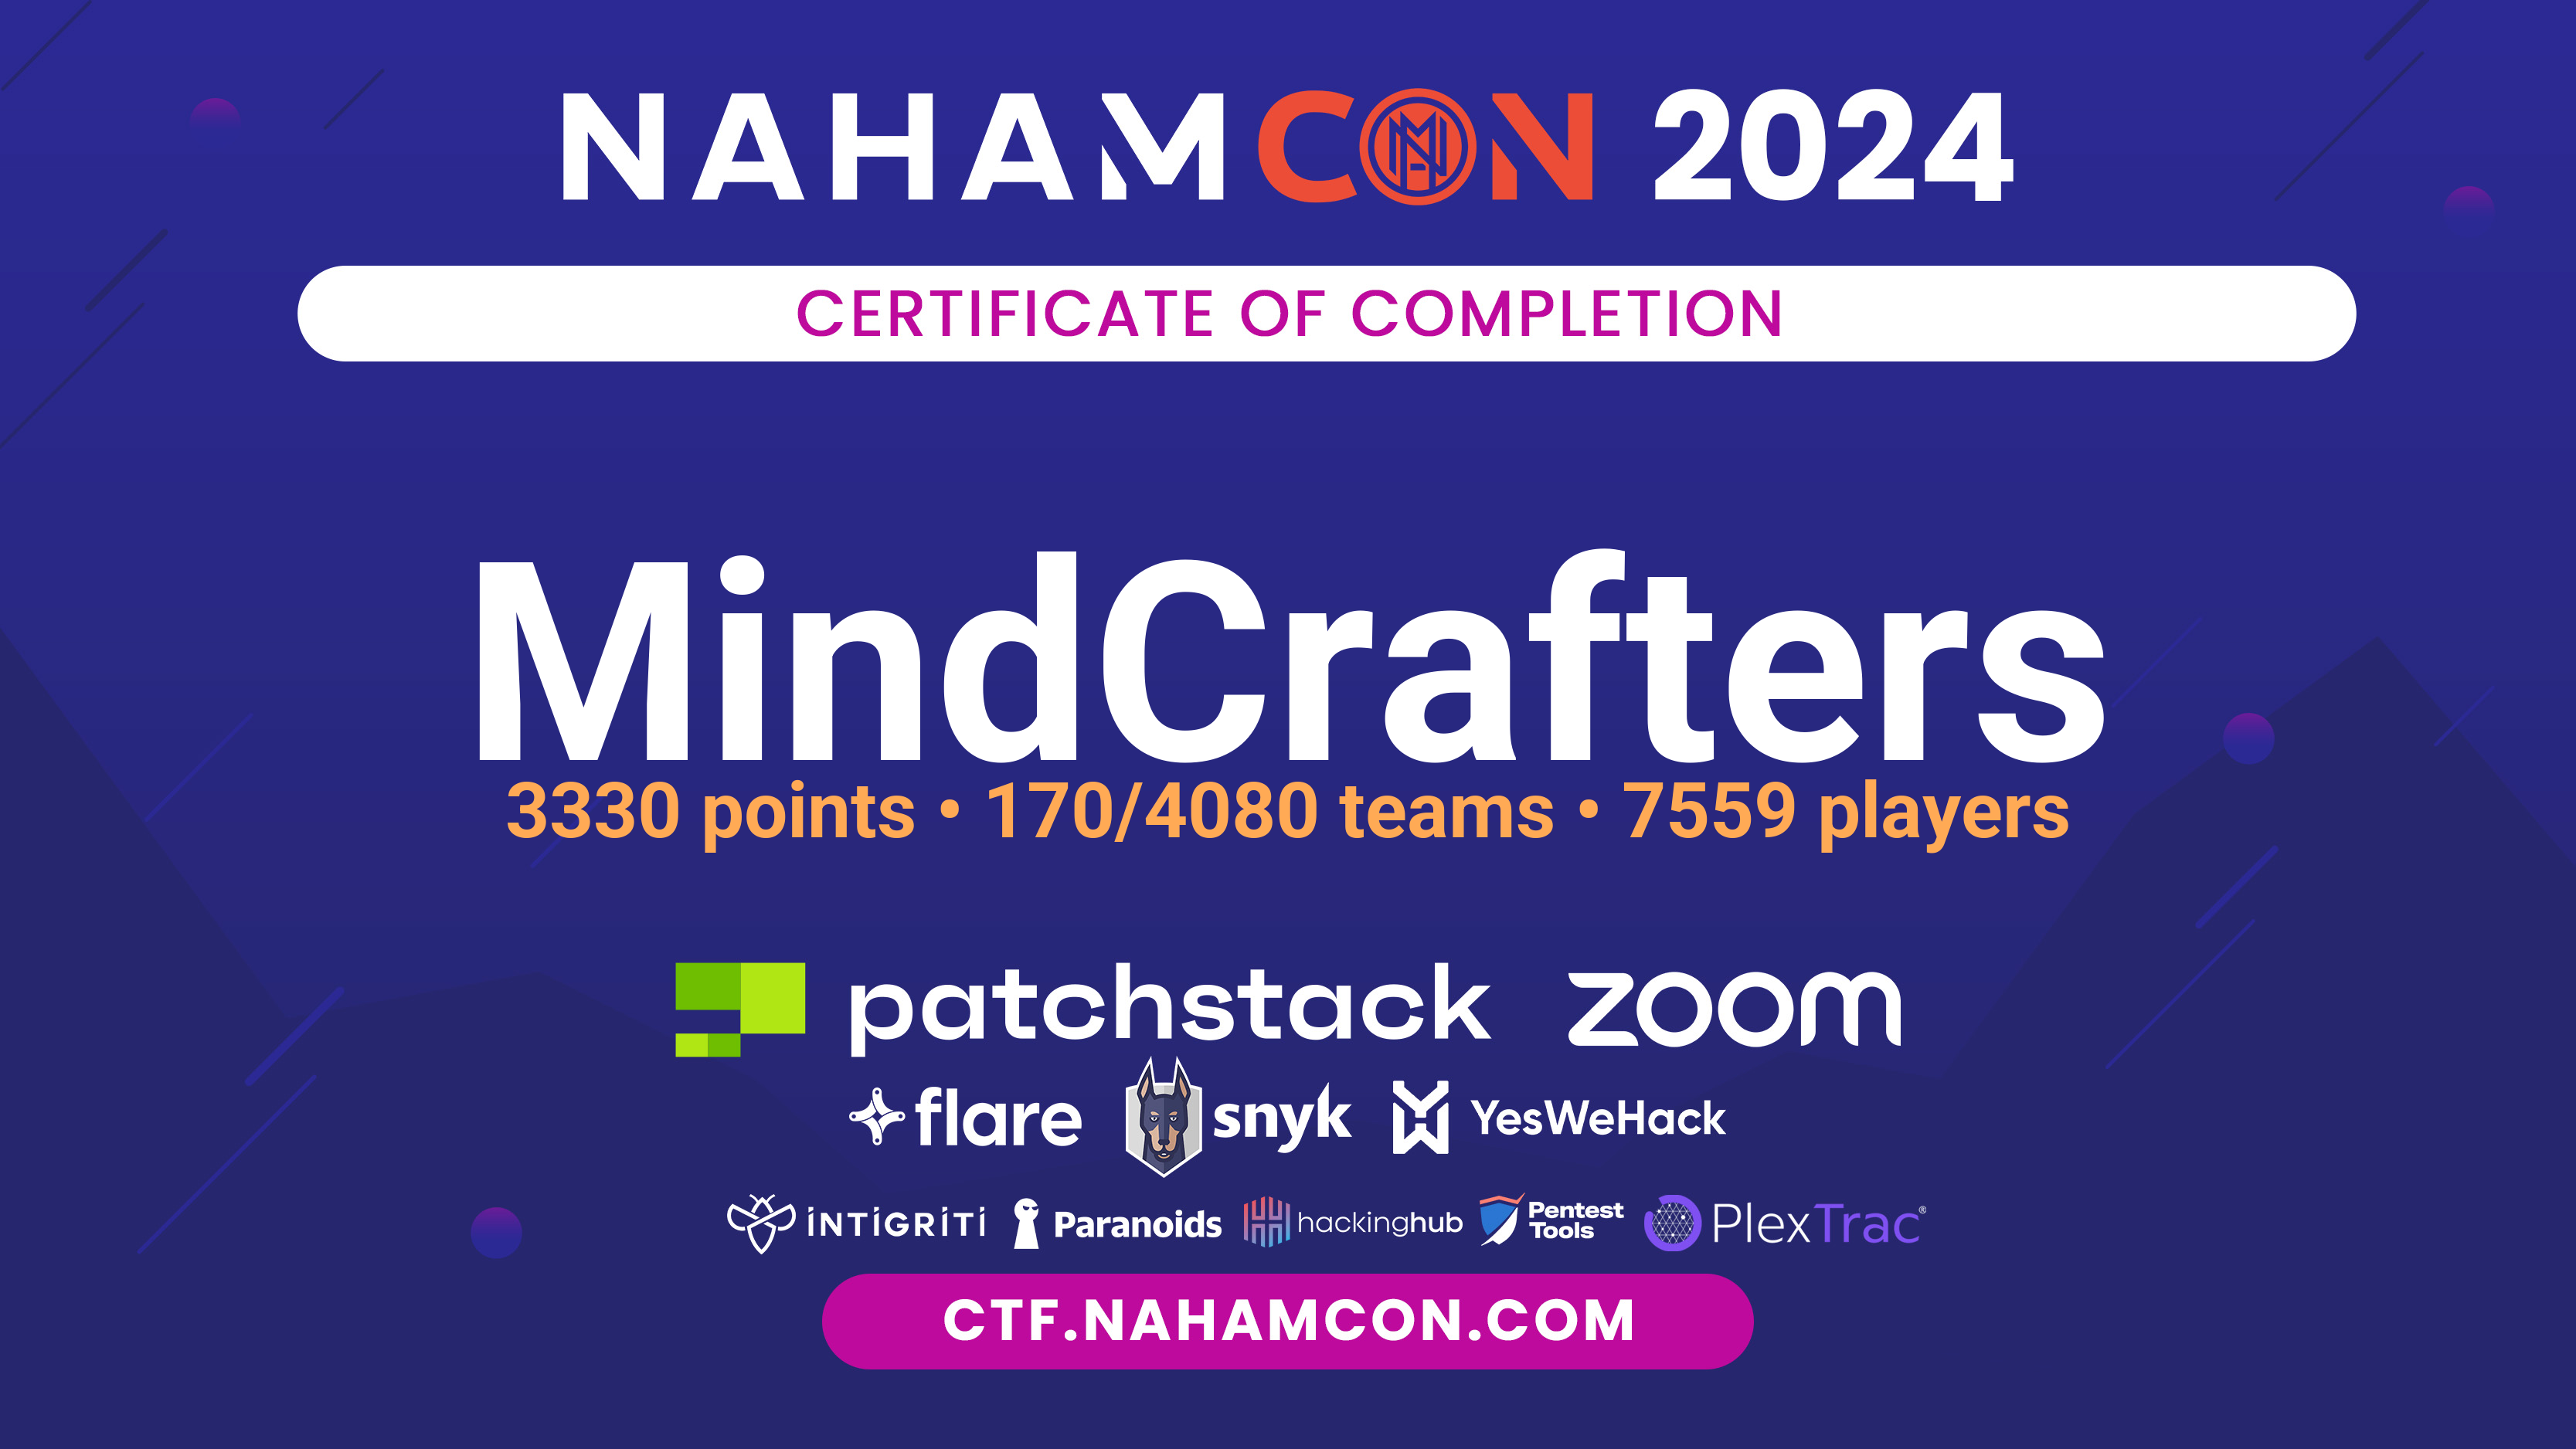 NAHAMCON 2024
CERTIFICATE OF COMPLETION
MindCrafters
3330 points • 170/4080 teams • 7559 players
patchstack zoom
flare snyk YesWeHack
INTIGRITI Paranoids hackinghub Pentest Tools PlexTrac®
CTF.NAHAMCON.COM